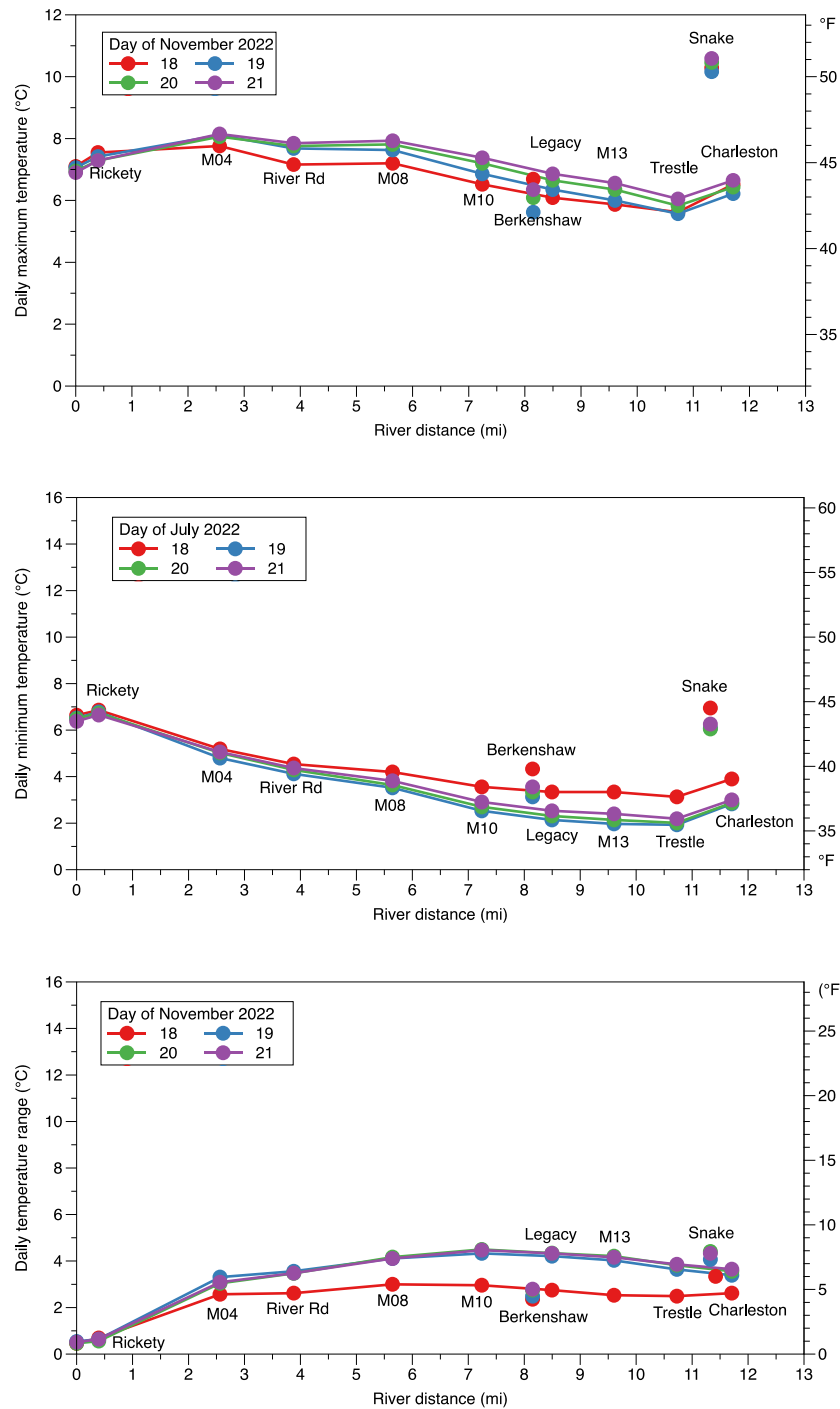 12
10
8
6
4
2
0
Daily maximum temperature (°C)
Day of November 2022
18 19
20 21
°F
50
45
40
35
Snake
Rickety
M04
River Rd
M08
M10
Legacy
Berkenshaw
M13
Trestle
Charleston
0 1 2 3 4 5 6 7 8 9 10 11 12 13
River distance (mi)
16
14
12
10
8
6
4
2
0
Daily minimum temperature (°C)
Day of July 2022
18 19
20 21
60
55
50
45
40
35
°F
Rickety
Snake
Berkenshaw
M04
River Rd
M08
M10
Legacy
M13
Trestle
Charleston
0 1 2 3 4 5 6 7 8 9 10 11 12 13
River distance (mi)
16
14
12
10
8
6
4
2
0
Daily temperature range (°C)
Day of November 2022
18 19
20 21
(°F
25
20
15
10
5
0
Legacy
M13
Snake
Rickety
M04
River Rd
M08
M10
Berkenshaw
Trestle
Charleston
0 1 2 3 4 5 6 7 8 9 10 11 12 13
River distance (mi)